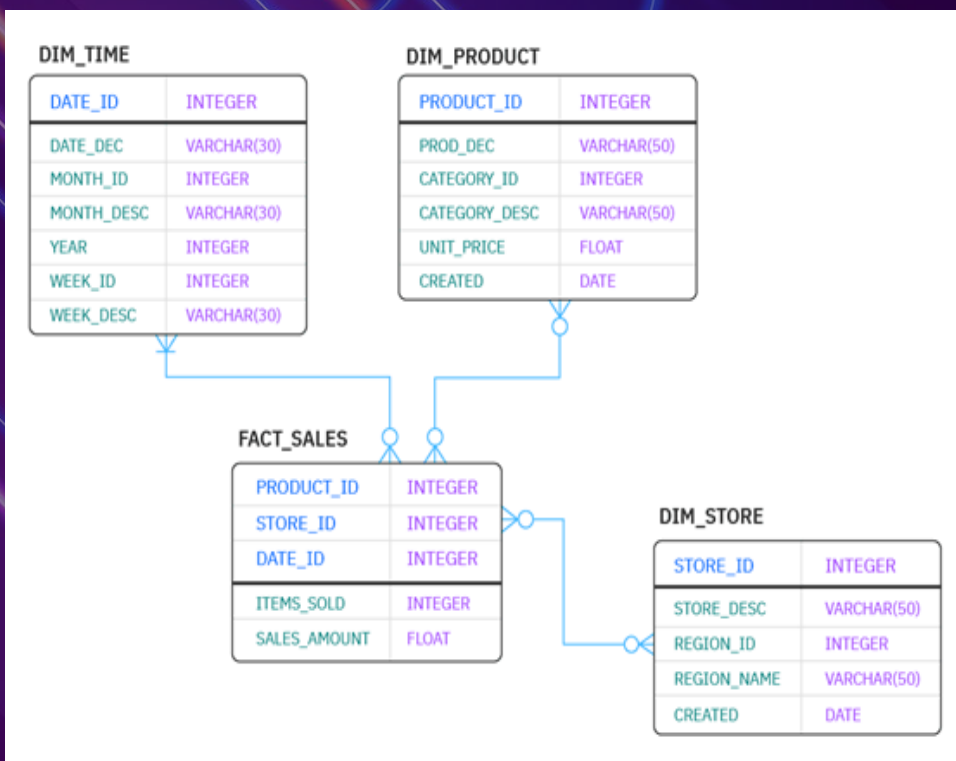 DIM_TIME
DATE_ID INTEGER
DATE_DEC VARCHAR(30)
MONTH_ID INTEGER
MONTH_DESC VARCHAR(30)
YEAR INTEGER
WEEK_ID INTEGER
WEEK_DESC VARCHAR(30)
DIM_PRODUCT
PRODUCT_ID INTEGER
PROD_DEC VARCHAR(50)
CATEGORY_ID INTEGER
CATEGORY_DESC VARCHAR(50)
UNIT_PRICE FLOAT
CREATED DATE
FACT_SALES
PRODUCT_ID INTEGER
STORE_ID INTEGER
DATE_ID INTEGER
ITEMS_SOLD INTEGER
SALES_AMOUNT FLOAT
DIM_STORE
STORE_ID INTEGER
STORE_DESC VARCHAR(50)
REGION_ID INTEGER
REGION_NAME VARCHAR(50)
CREATED DATE